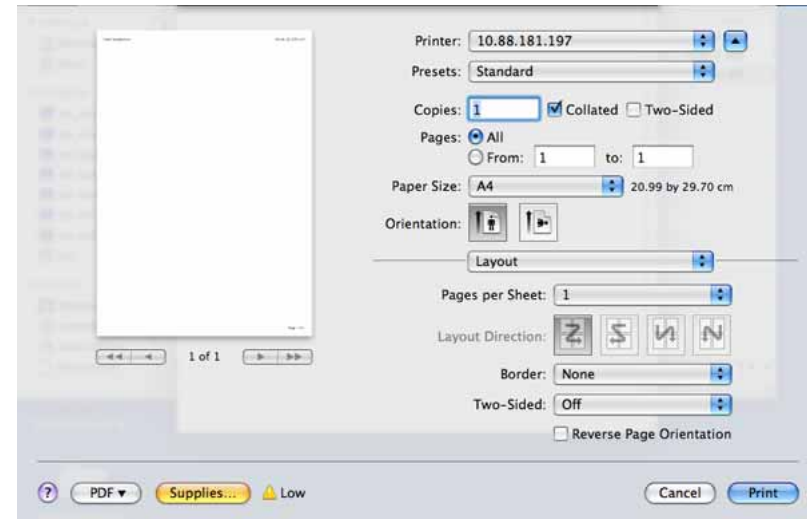 Printer: 10.88.181.197
Presets: Standard
Copies: 1 Collated Two-Sided
Pages: All
From: 1 to: 1
Paper Size: A4 20.99 by 29.70 cm
Orientation:
Layout
Pages per Sheet: 1
Layout Direction:
1 of 1
Border: None
Two-Sided: Off
Reverse Page Orientation
? PDF ▼ Supplies... Low Cancel Print